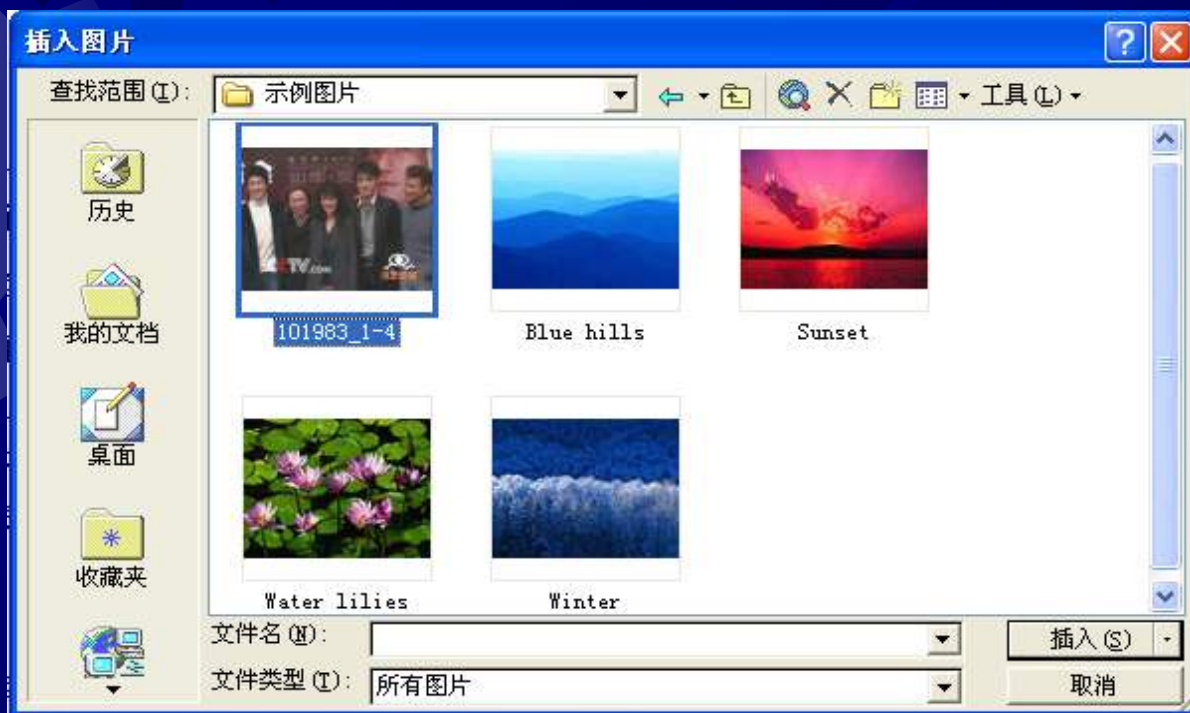 插入图片
查找范围(I):
示例图片
工具(L)
历史
我的文档
桌面
收藏夹
TV.com
101983_1-4
Blue hills
Sunset
Water lilies
Winter
文件名(N):
插入(S)
文件类型(T):
所有图片
取消